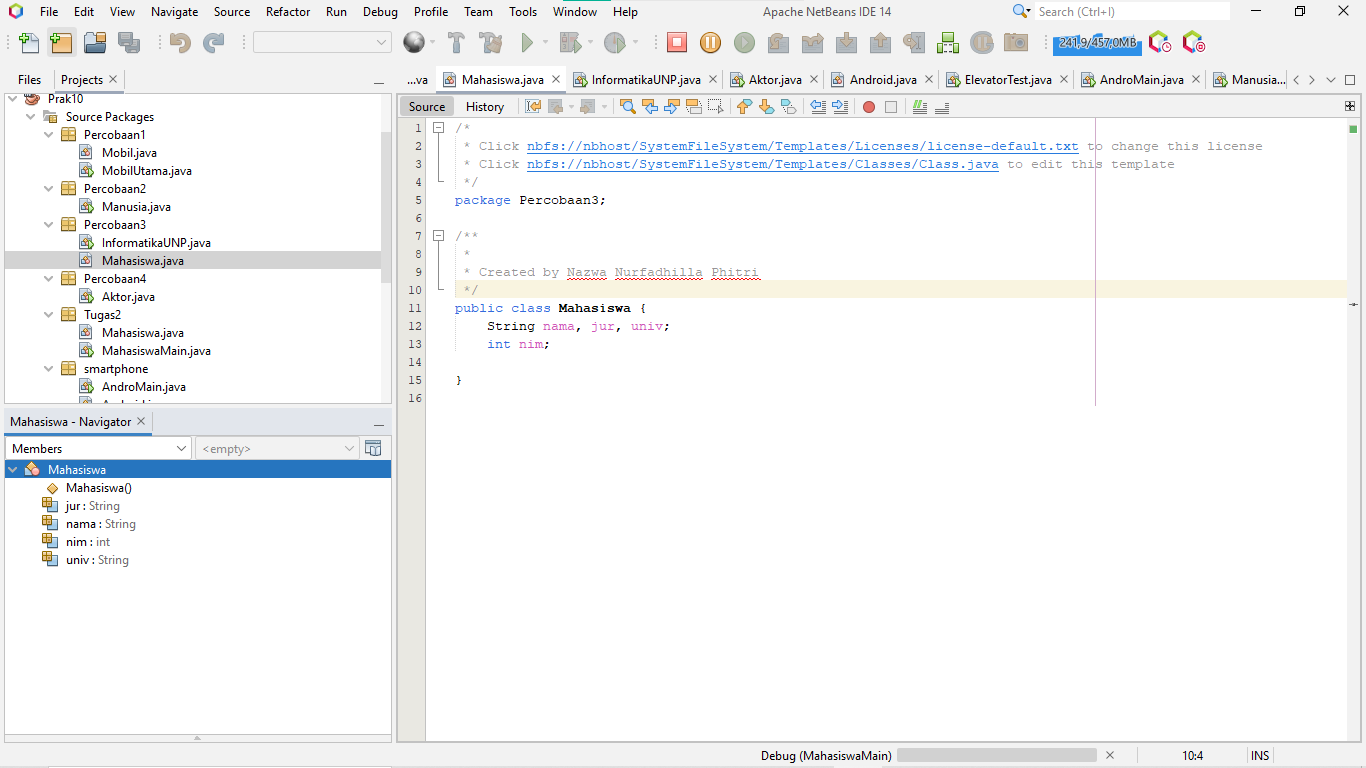 File Edit View Navigate Source Refactor Run Debug Profile Team Tools Window Help Apache NetBeans IDE 14 Search (Ctrl+I)
241,9/457,0MB
Files Projects
Prak10
Source Packages
Percobaan1
Mobil.java
MobilUtama.java
Percobaan2
Manusia.java
Percobaan3
InformatikaUNP.java
Mahasiswa.java
Percobaan4
Aktor.java
Tugas2
Mahasiswa.java
MahasiswaMain.java
smartphone
AndroMain.java
Mahasiswa - Navigator
Members <empty>
Mahasiswa
Mahasiswa()
jur : String
nama : String
nim : int
univ : String
...va Mahasiswa.java InformatikaUNP.java Aktor.java Android.java ElevatorTest.java AndroMain.java Manusia...
Source History
1 /*
2 * Click nbfs://nbhost/SystemFileSystem/Templates/Licenses/license-default.txt to change this license
3 * Click nbfs://nbhost/SystemFileSystem/Templates/Classes/Class.java to edit this template
4 */
5 package Percobaan3;
6
7 /**
8 *
9 * Created by Nazwa Nurfadhilla Phitri
10 */
11 public class Mahasiswa {
12 String nama, jur, univ;
13 int nim;
14
15 }
16
Debug (MahasiswaMain) 10:4 INS